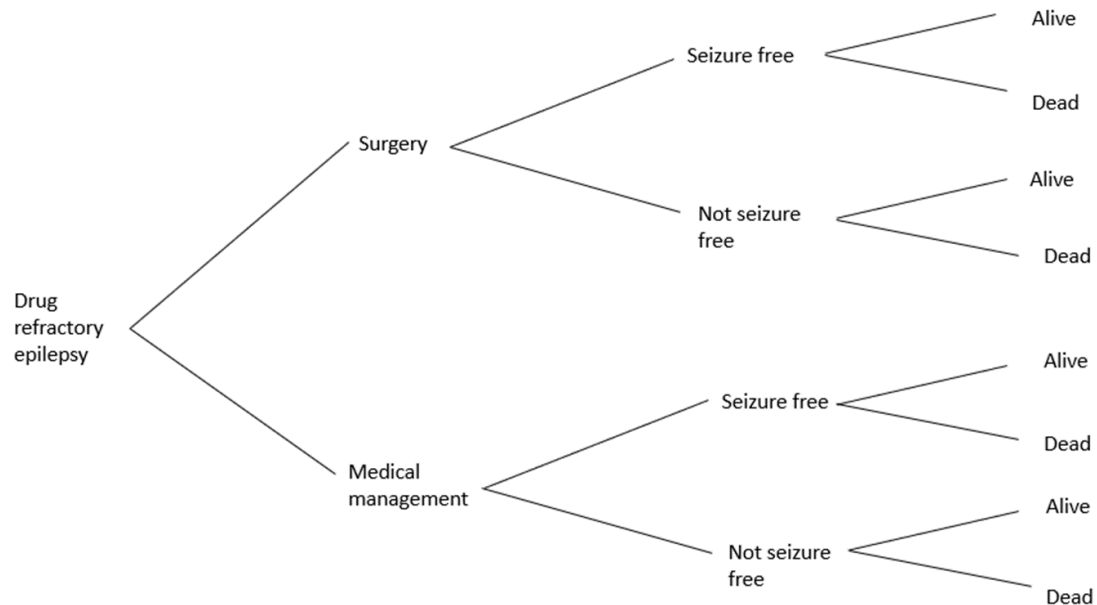 Alive
Seizure free
Dead
Surgery
Alive
Not seizure
free
Dead
Drug
refractory
epilepsy
Alive
Seizure free
Dead
Medical
management
Alive
Not seizure
free
Dead